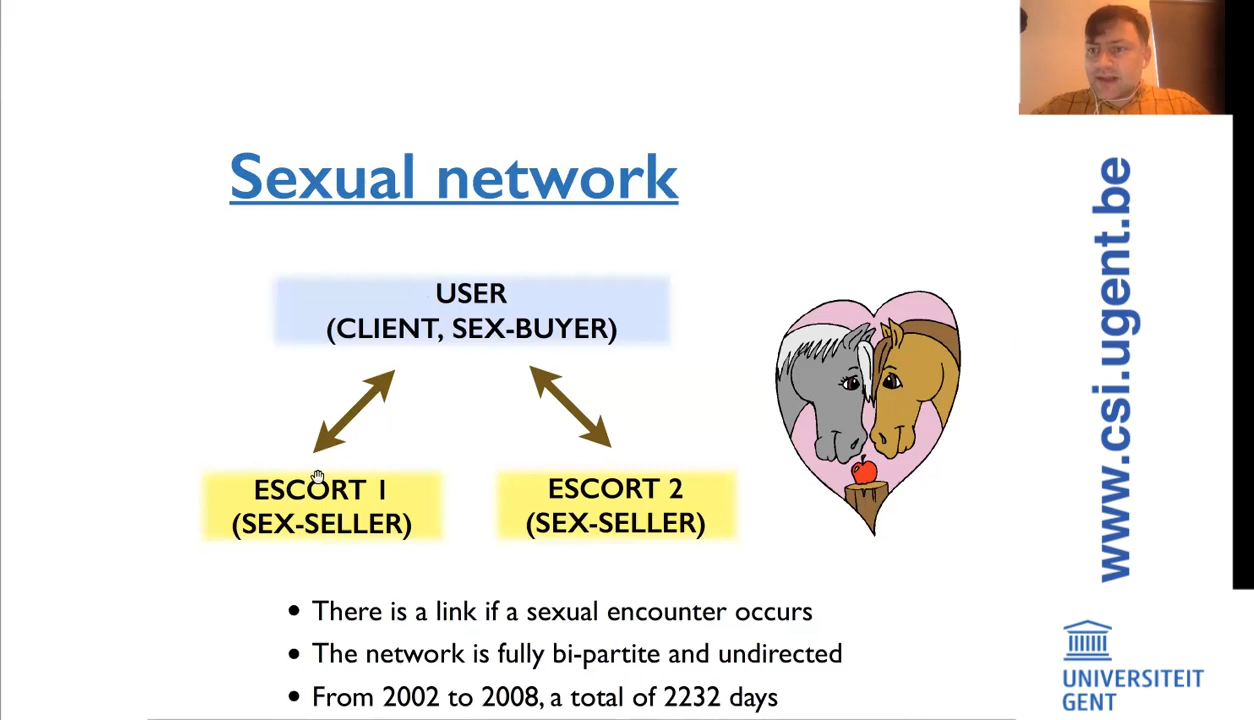 Sexual network
USER
(CLIENT, SEX-BUYER)
ESCORT 1
(SEX-SELLER)
ESCORT 2
(SEX-SELLER)
• There is a link if a sexual encounter occurs
• The network is fully bi-partite and undirected
• From 2002 to 2008, a total of 2232 days
www.csi.ugent.be
UNIVERSITEIT
GENT